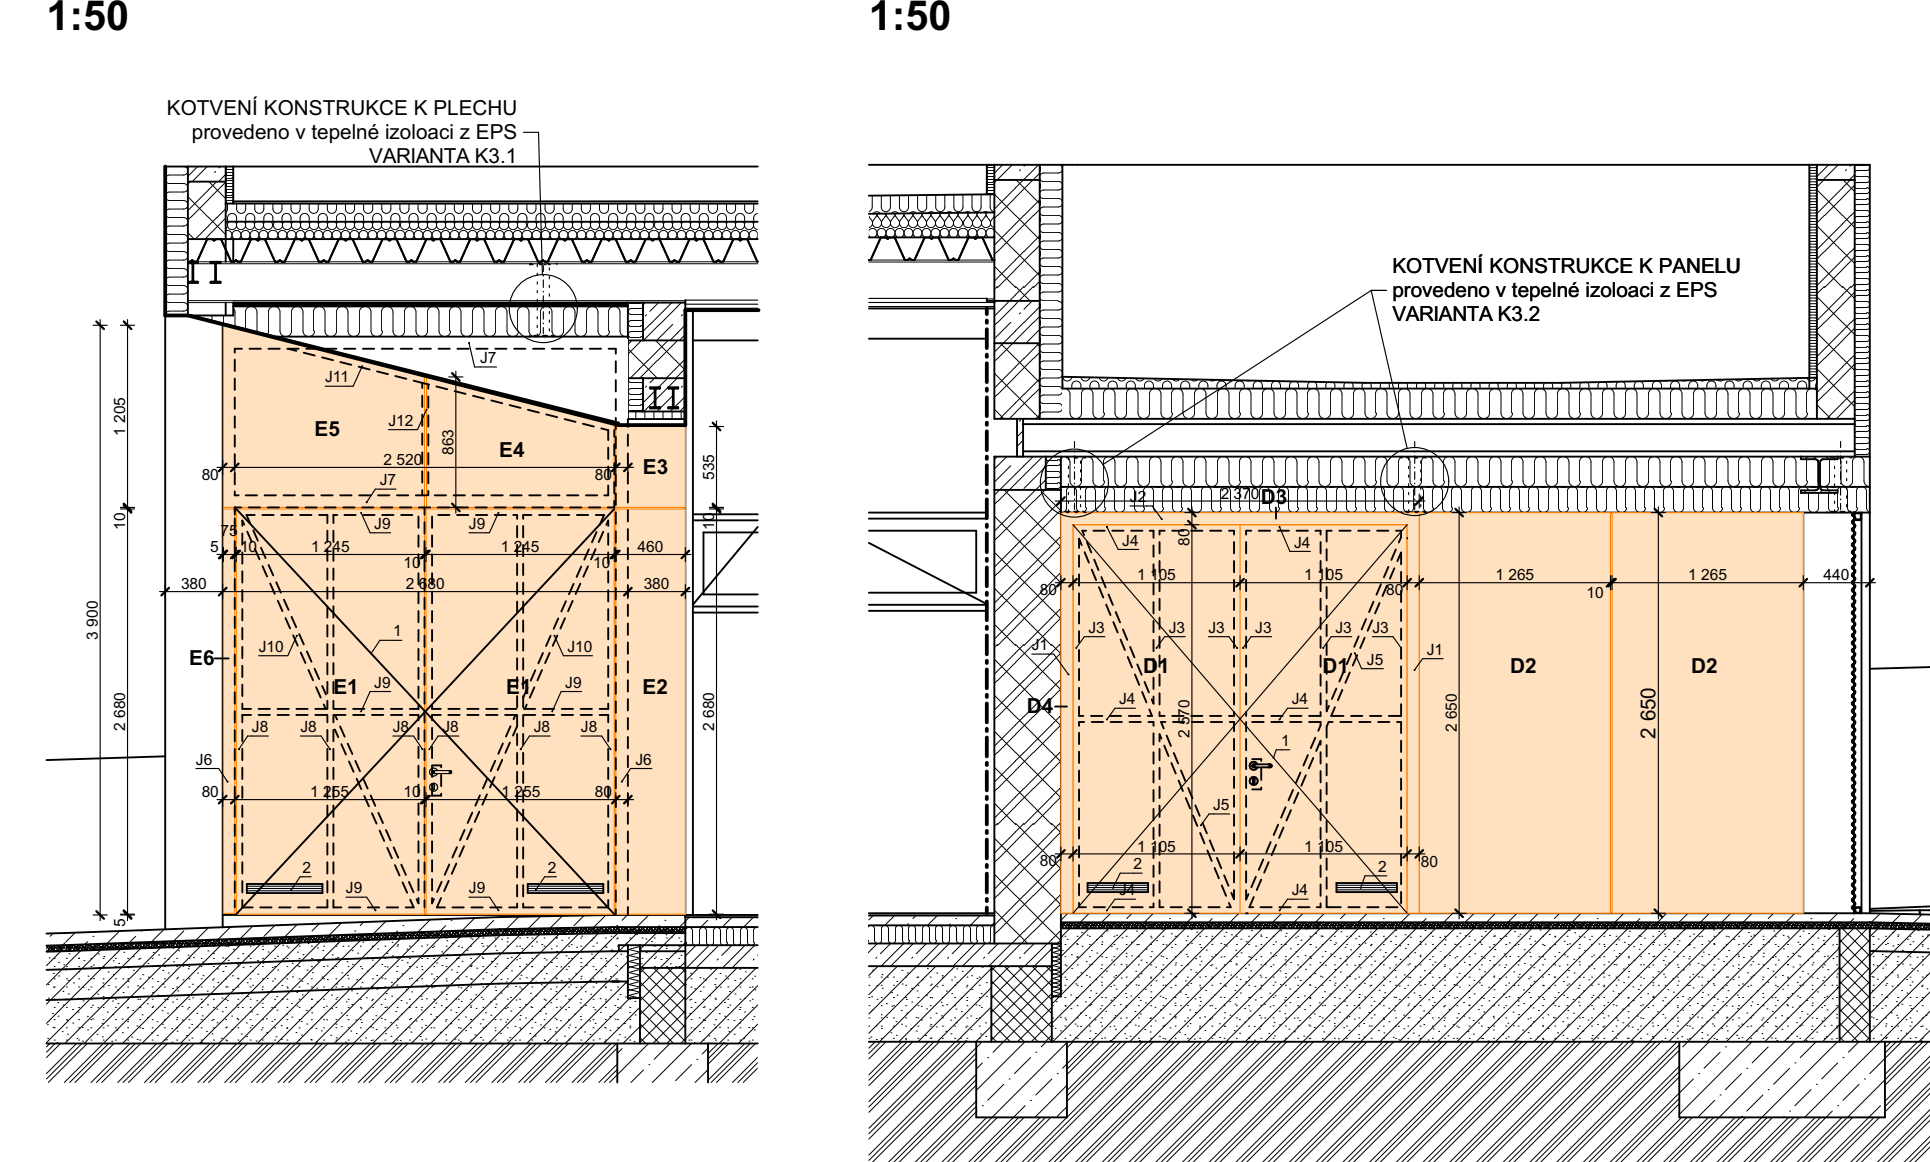 1:50
KOTVENÍ KONSTRUKCE K PLECHU
provedeno v tepelné izoloaci z EPS
VARIANTA K3.1
J7
J11
1 205
E5
J12
863
E4
2 520
80
80
E3
535
J7
10
J9
J9
10
75
5
10
1 245
10
1 245
10
460
380
2 680
380
3 900
J10
1
J10
E6
E1
J9
E1
J9
E2
2 680
J8
J8
J8
J8
J8
J8
2 680
J6
J6
80
1 255
10
1 255
80
2
2
J9
J9
5
1:50
KOTVENÍ KONSTRUKCE K PANELU
provedeno v tepelné izoloaci z EPS
VARIANTA K3.2
J2
2 370
D3
J4
80
J4
80
1 105
1 105
80
1 265
10
1 265
440
J1
J3
J3
J3
J3
J3
J3
J1
D1
D1
J5
D2
D2
D4
J4
J4
2 570
2 650
2 650
1
J5
80
1 105
1 105
80
2
2
J4
J4